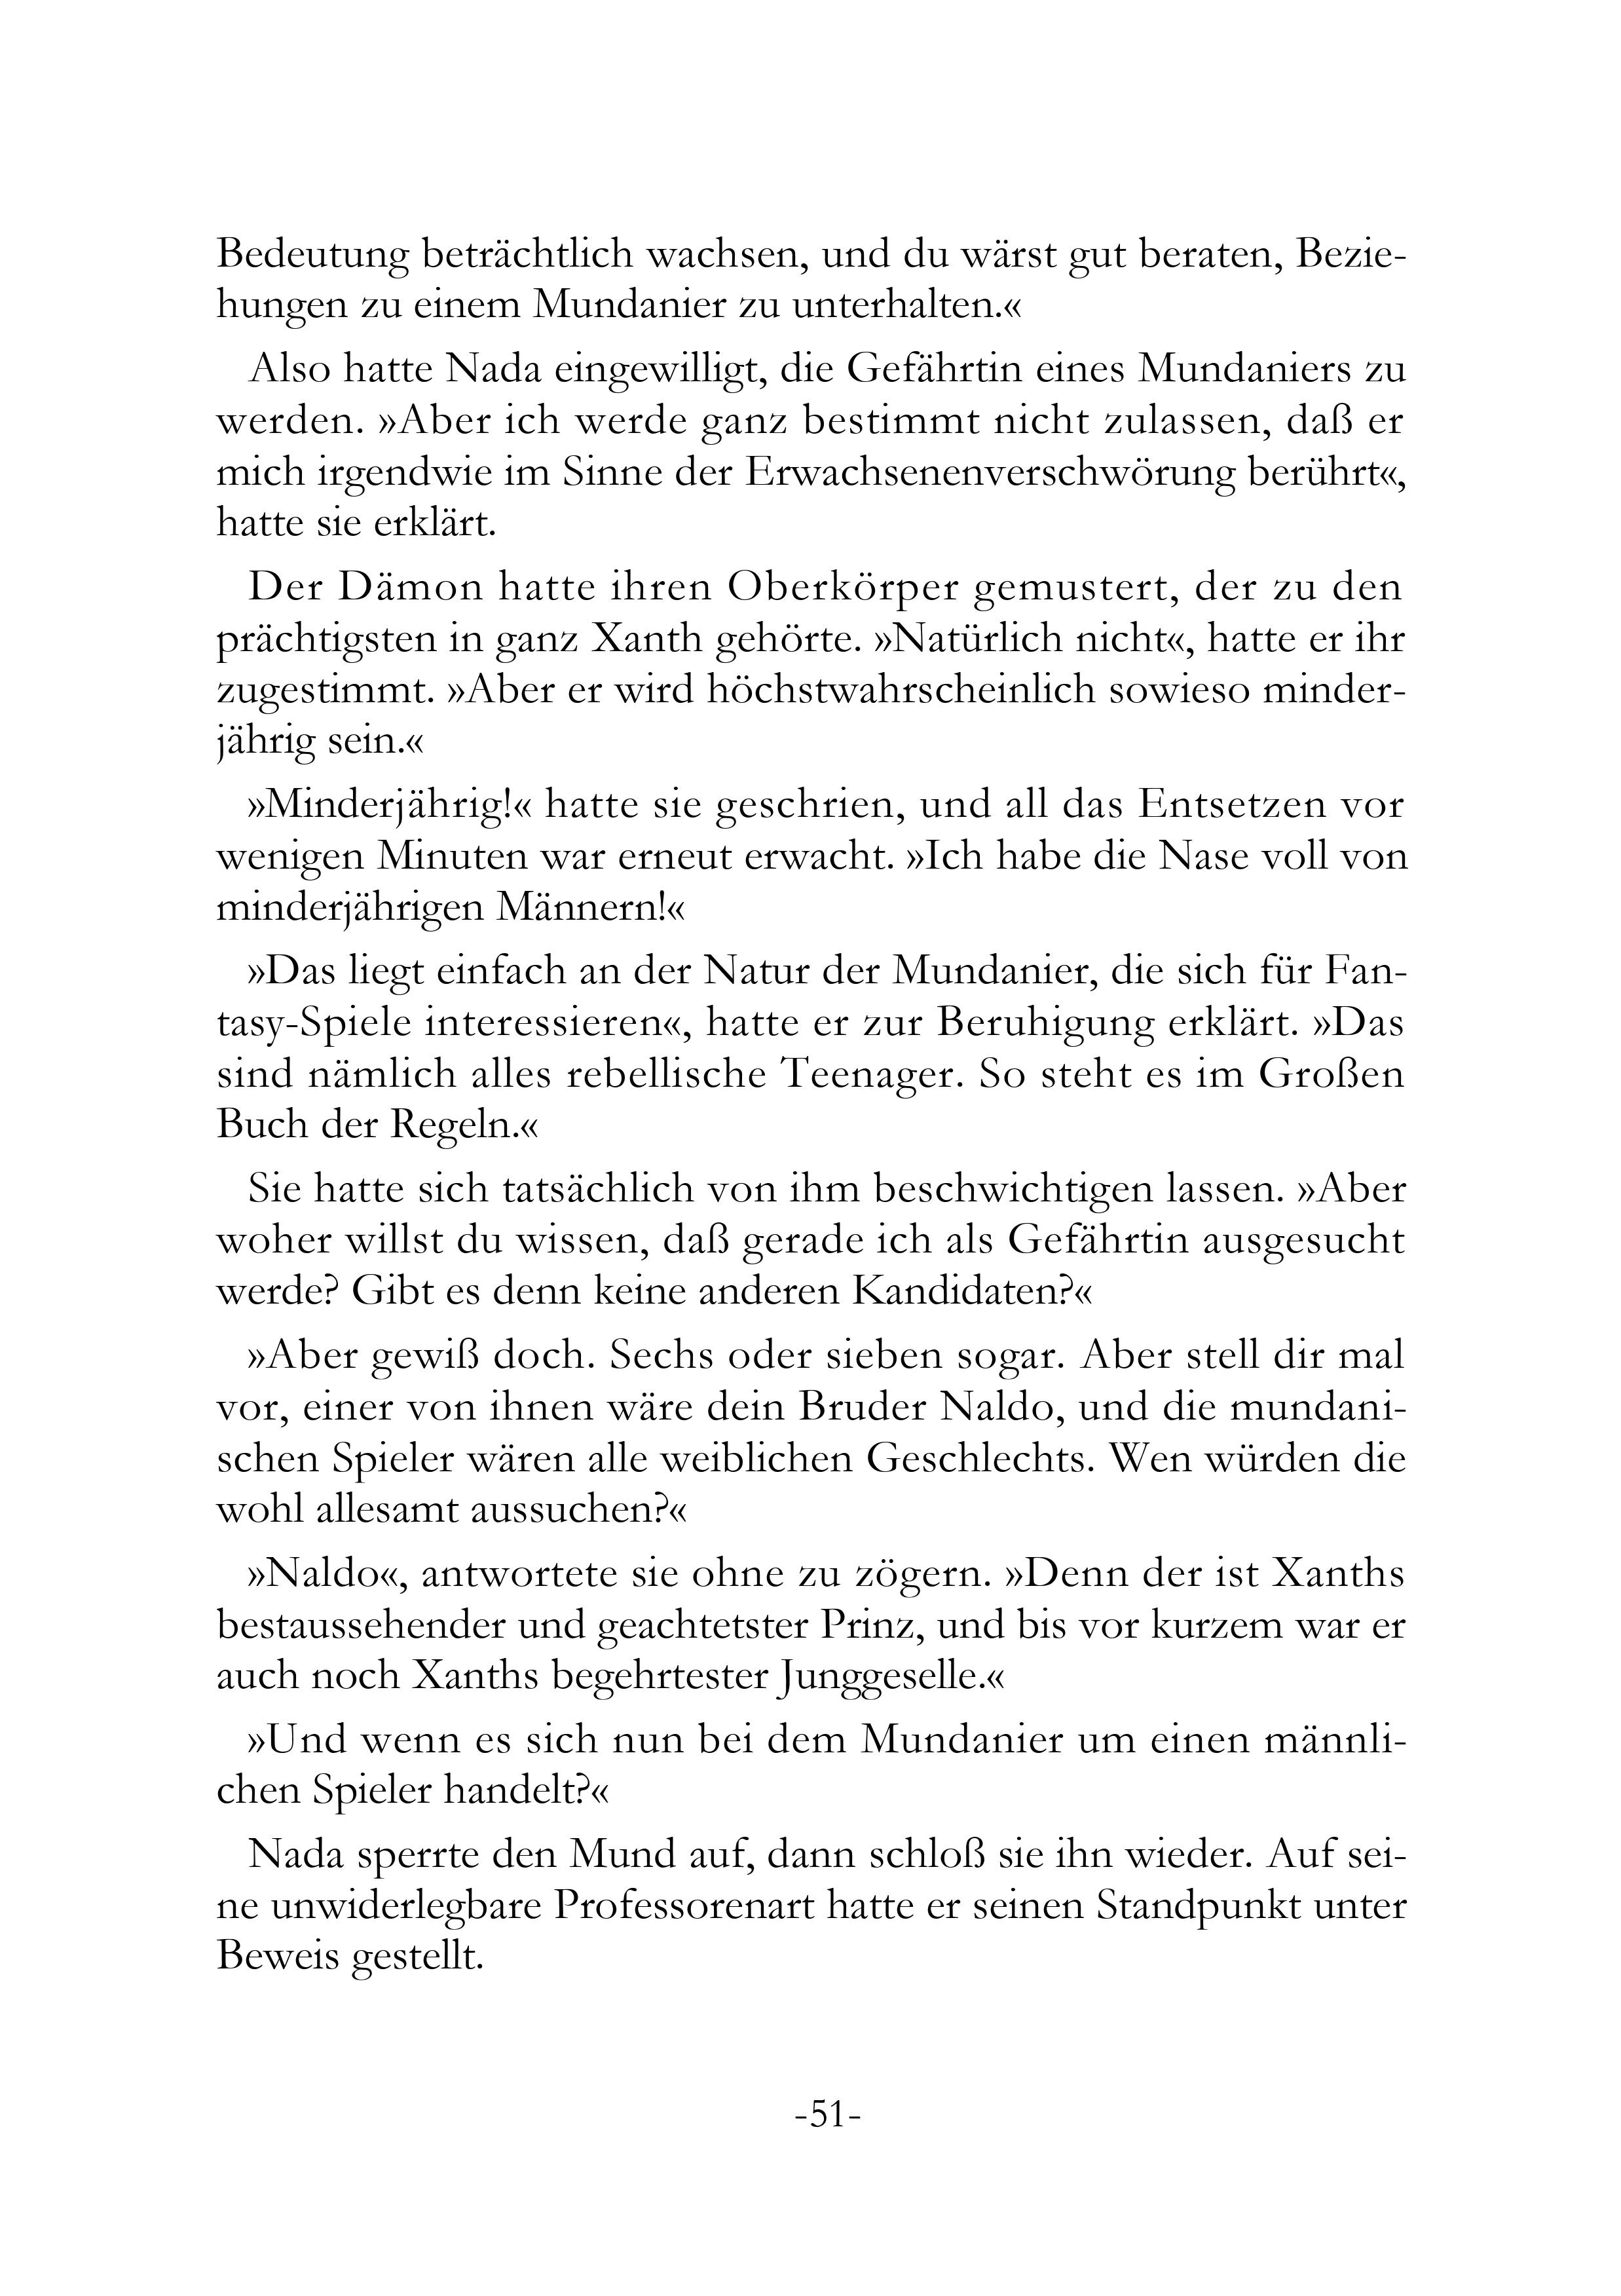 Bedeutung beträchtlich wachsen, und du wärst gut beraten, Bezie-
hungen zu einem Mundanier zu unterhalten.«
Also hatte Nada eingewilligt, die Gefährtin eines Mundaniers zu
werden. »Aber ich werde ganz bestimmt nicht zulassen, daß er
mich irgendwie im Sinne der Erwachsenenverschwörung berührt«,
hatte sie erklärt.
Der Dämon hatte ihren Oberkörper gemustert, der zu den
prächtigsten in ganz Xanth gehörte. »Natürlich nicht«, hatte er ihr
zugestimmt. »Aber er wird höchstwahrscheinlich sowieso minder-
jährig sein.«
»Minderjährig!« hatte sie geschrien, und all das Entsetzen vor
wenigen Minuten war erneut erwacht. »Ich habe die Nase voll von
minderjährigen Männern!«
»Das liegt einfach an der Natur der Mundanier, die sich für Fan-
tasy-Spiele interessieren«, hatte er zur Beruhigung erklärt. »Das
sind nämlich alles rebellische Teenager. So steht es im Großen
Buch der Regeln.«
Sie hatte sich tatsächlich von ihm beschwichtigen lassen. »Aber
woher willst du wissen, daß gerade ich als Gefährtin ausgesucht
werde? Gibt es denn keine anderen Kandidaten?«
»Aber gewiß doch. Sechs oder sieben sogar. Aber stell dir mal
vor, einer von ihnen wäre dein Bruder Naldo, und die mundani-
schen Spieler wären alle weiblichen Geschlechts. Wen würden die
wohl allesamt aussuchen?«
»Naldo«, antwortete sie ohne zu zögern. »Denn der ist Xanths
bestaussehender und geachtetster Prinz, und bis vor kurzem war er
auch noch Xanths begehrtester Junggeselle.«
»Und wenn es sich nun bei dem Mundanier um einen männli-
chen Spieler handelt?«
Nada sperrte den Mund auf, dann schloß sie ihn wieder. Auf sei-
ne unwiderlegbare Professorenart hatte er seinen Standpunkt unter
Beweis gestellt.
-51-